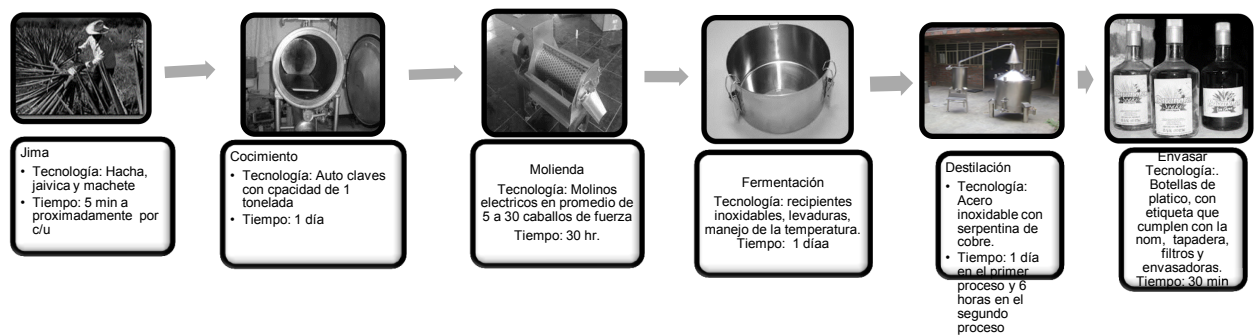 Jima
• Tecnología: Hacha,
jaivica y machete
• Tiempo: 5 min a
proximadamente por
c/u
Cocimiento
• Tecnología: Auto claves
con cpacidad de 1
tonelada
• Tiempo: 1 día
Molienda
Tecnología: Molinos
electricos en promedio de
5 a 30 caballos de fuerza
Tiempo: 30 hr.
Fermentación
Tecnología: recipientes
inoxidables, levaduras,
manejo de la temperatura.
Tiempo: 1 díaa
Destilación
• Tecnología:
Acero
inoxidable con
serpentina de
cobre.
• Tiempo: 1 día
en el primer
proceso y 6
horas en el
segundo
proceso
Envasar
Tecnología:.
Botellas de
platico, con
etiqueta que
cumplen con la
nom, tapadera,
filtros y
envasadoras.
Tiempo: 30 min